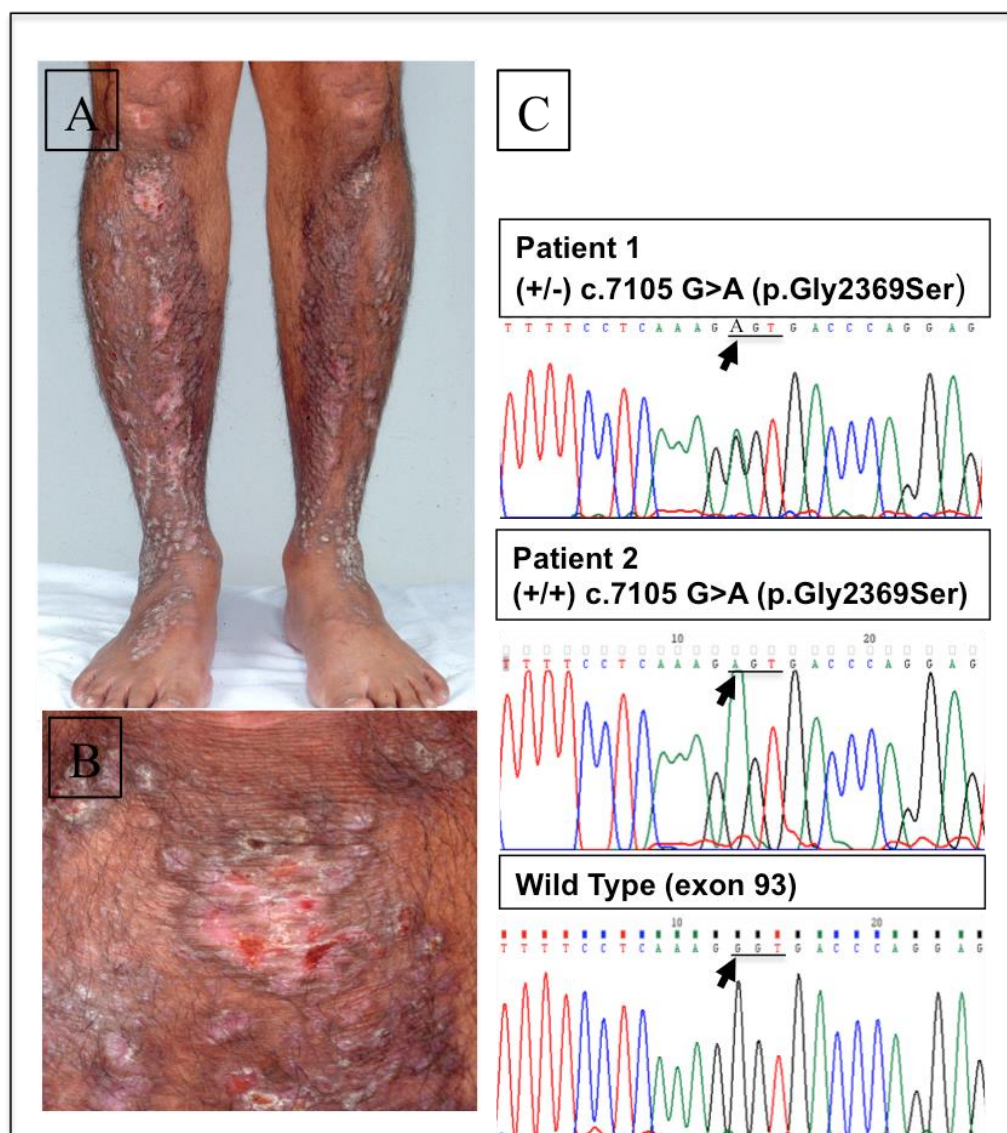 A
B
C
Patient 1
(+/-) c.7105 G>A (p.Gly2369Ser)
T T T T C C T C A A A G A G T G A C C C A G G A G
Patient 2
(+/+) c.7105 G>A (p.Gly2369Ser)
10 20
T T T T C C T C A A A G A G T G A C C C A G G A G
Wild Type (exon 93)
10 20
T T T T C C T C A A A G G G T G A C C C A G G A G